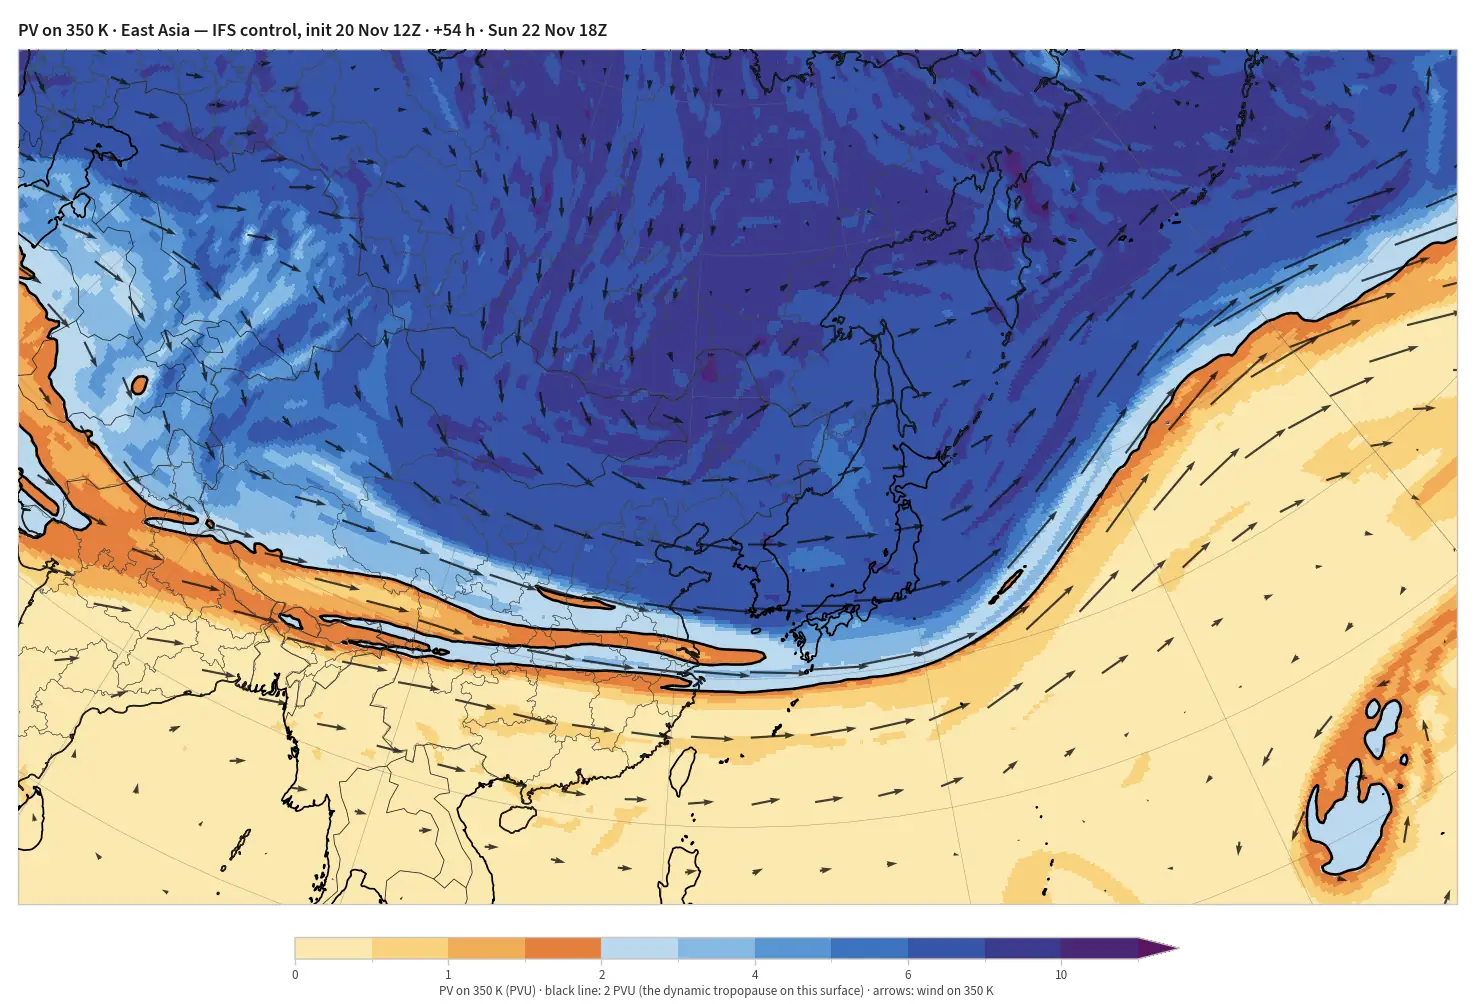 PV on 350 K · East Asia — IFS control, init 20 Nov 12Z · +54 h · Sun 22 Nov 18Z
0 1 2 4 6 10
PV on 350 K (PVU) · black line: 2 PVU (the dynamic tropopause on this surface) · arrows: wind on 350 K